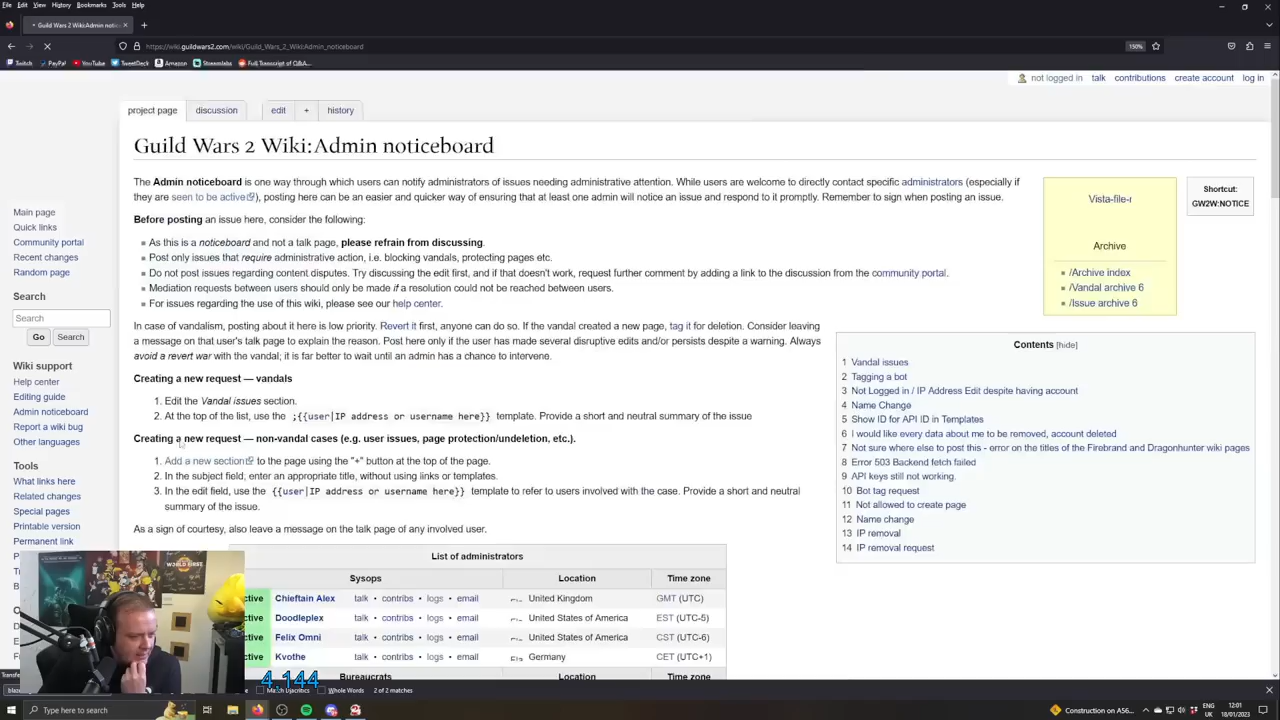 File Edit View History Bookmarks Tools Help
Guild Wars 2 Wiki:Admin notic
https://wiki.guildwars2.com/wiki/Guild_Wars_2_Wiki:Admin_noticeboard
150%
Twitch PayPal YouTube TweetDeck Amazon Streamlabs Full Transcript of Q&A...
not logged in talk contributions create account log in
project page discussion edit + history
Guild Wars 2 Wiki:Admin noticeboard
The Admin noticeboard is one way through which users can notify administrators of issues needing administrative attention. While users are welcome to directly contact specific administrators (especially if
they are seen to be active), posting here can be an easier and quicker way of ensuring that at least one admin will notice an issue and respond to it promptly. Remember to sign when posting an issue.
Before posting an issue here, consider the following:
As this is a noticeboard and not a talk page, please refrain from discussing.
Post only issues that require administrative action, i.e. blocking vandals, protecting pages etc.
Do not post issues regarding content disputes. Try discussing the edit first, and if that doesn't work, request further comment by adding a link to the discussion from the community portal.
Mediation requests between users should only be made if a resolution could not be reached between users.
For issues regarding the use of this wiki, please see our help center.
In case of vandalism, posting about it here is low priority. Revert it first, anyone can do so. If the vandal created a new page, tag it for deletion. Consider leaving
a message on that user's talk page to explain the reason. Post here only if the user has made several disruptive edits and/or persists despite a warning. Always
avoid a revert war with the vandal; it is far better to wait until an admin has a chance to intervene.
Creating a new request — vandals
1. Edit the Vandal issues section.
2. At the top of the list, use the ;{{user|IP address or username here}} template. Provide a short and neutral summary of the issue
Creating a new request — non-vandal cases (e.g. user issues, page protection/undeletion, etc.).
1. Add a new section to the page using the "+" button at the top of the page.
2. In the subject field, enter an appropriate title, without using links or templates.
3. In the edit field, use the {{user|IP address or username here}} template to refer to users involved with the case. Provide a short and neutral
summary of the issue.
As a sign of courtesy, also leave a message on the talk page of any involved user.
Vista-file-r
Archive
/Archive index
/Vandal archive 6
/Issue archive 6
Shortcut:
GW2W:NOTICE
Contents [hide]
1 Vandal issues
2 Tagging a bot
3 Not Logged In / IP Address Edit despite having account
4 Name Change
5 Show ID for API ID in Templates
6 I would like every data about me to be removed, account deleted
7 Not sure where else to post this - error on the titles of the Firebrand and Dragonhunter wiki pages
8 Error 503 Backend fetch failed
9 API keys still not working.
10 Bot tag request
11 Not allowed to create page
12 Name change
13 IP removal
14 IP removal request
Main page
Quick links
Community portal
Recent changes
Random page
Search
Search
Go Search
Wiki support
Help center
Editing guide
Admin noticeboard
Report a wiki bug
Other languages
Tools
What links here
Related changes
Special pages
Printable version
Permanent link
List of administrators
Sysops Location Time zone
ctive Chieftain Alex talk • contribs • logs • email United Kingdom GMT (UTC)
ctive Doodleplex talk • contribs • logs • email United States of America EST (UTC-5)
ctive Felix Omni talk • contribs • logs • email United States of America CST (UTC-6)
ctive Kvothe talk • contribs • logs • email Germany CET (UTC+1)
Bureaucrats Location Time zone
WORLD FIRST
4,144
Whole Words 2 of 2 matches
Type here to search
Construction on A56...
ENG
UK
12:01
18/01/2023